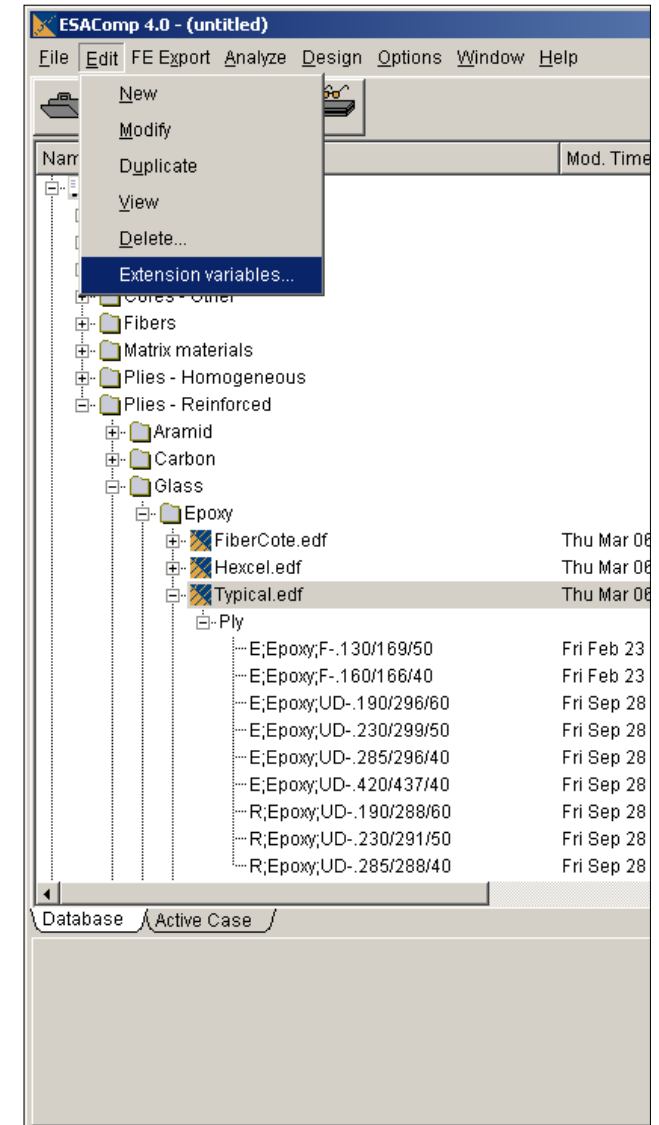 ESAComp 4.0 - (untitled)
File Edit FE Export Analyze Design Options Window Help
New
Modify
Duplicate
View
Delete...
Extension variables...
Mod. Time
Fibers
Matrix materials
Plies - Homogeneous
Plies - Reinforced
Aramid
Carbon
Glass
Epoxy
FiberCote.edf Thu Mar 06
Hexcel.edf Thu Mar 06
Typical.edf Thu Mar 06
Ply
E;Epoxy;F-.130/169/50 Fri Feb 23
E;Epoxy;F-.160/166/40 Fri Feb 23
E;Epoxy;UD-.190/296/60 Fri Sep 28
E;Epoxy;UD-.230/299/50 Fri Sep 28
E;Epoxy;UD-.285/296/40 Fri Sep 28
E;Epoxy;UD-.420/437/40 Fri Sep 28
R;Epoxy;UD-.190/288/60 Fri Sep 28
R;Epoxy;UD-.230/291/50 Fri Sep 28
R;Epoxy;UD-.285/288/40 Fri Sep 28
Database Active Case